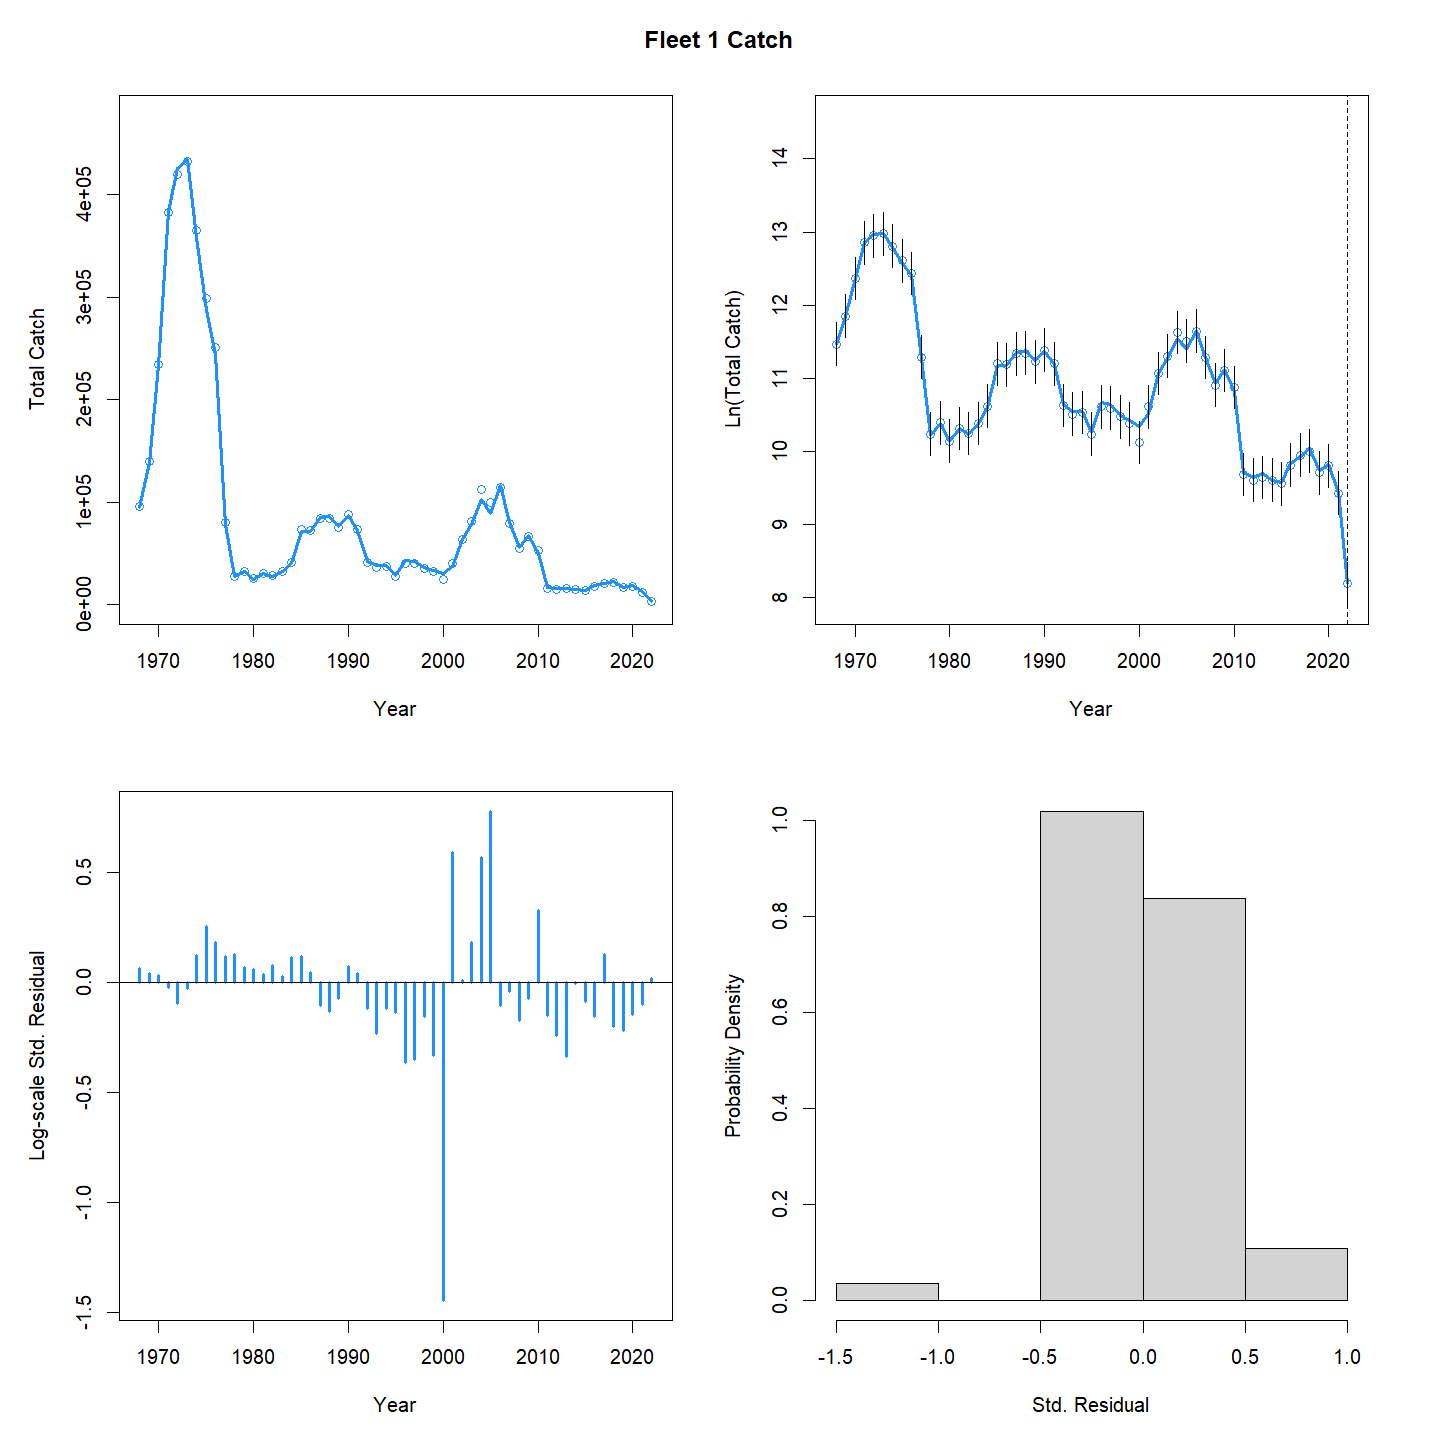 Fleet 1 Catch
Total Catch
0e+00 1e+05 2e+05 3e+05 4e+05
1970 1980 1990 2000 2010 2020
Year
Ln(Total Catch)
8 9 10 11 12 13 14
1970 1980 1990 2000 2010 2020
Year
Log-scale Std. Residual
-1.5 -1.0 -0.5 0.0 0.5
1970 1980 1990 2000 2010 2020
Year
Probability Density
0.0 0.2 0.4 0.6 0.8 1.0
-1.5 -1.0 -0.5 0.0 0.5 1.0
Std. Residual